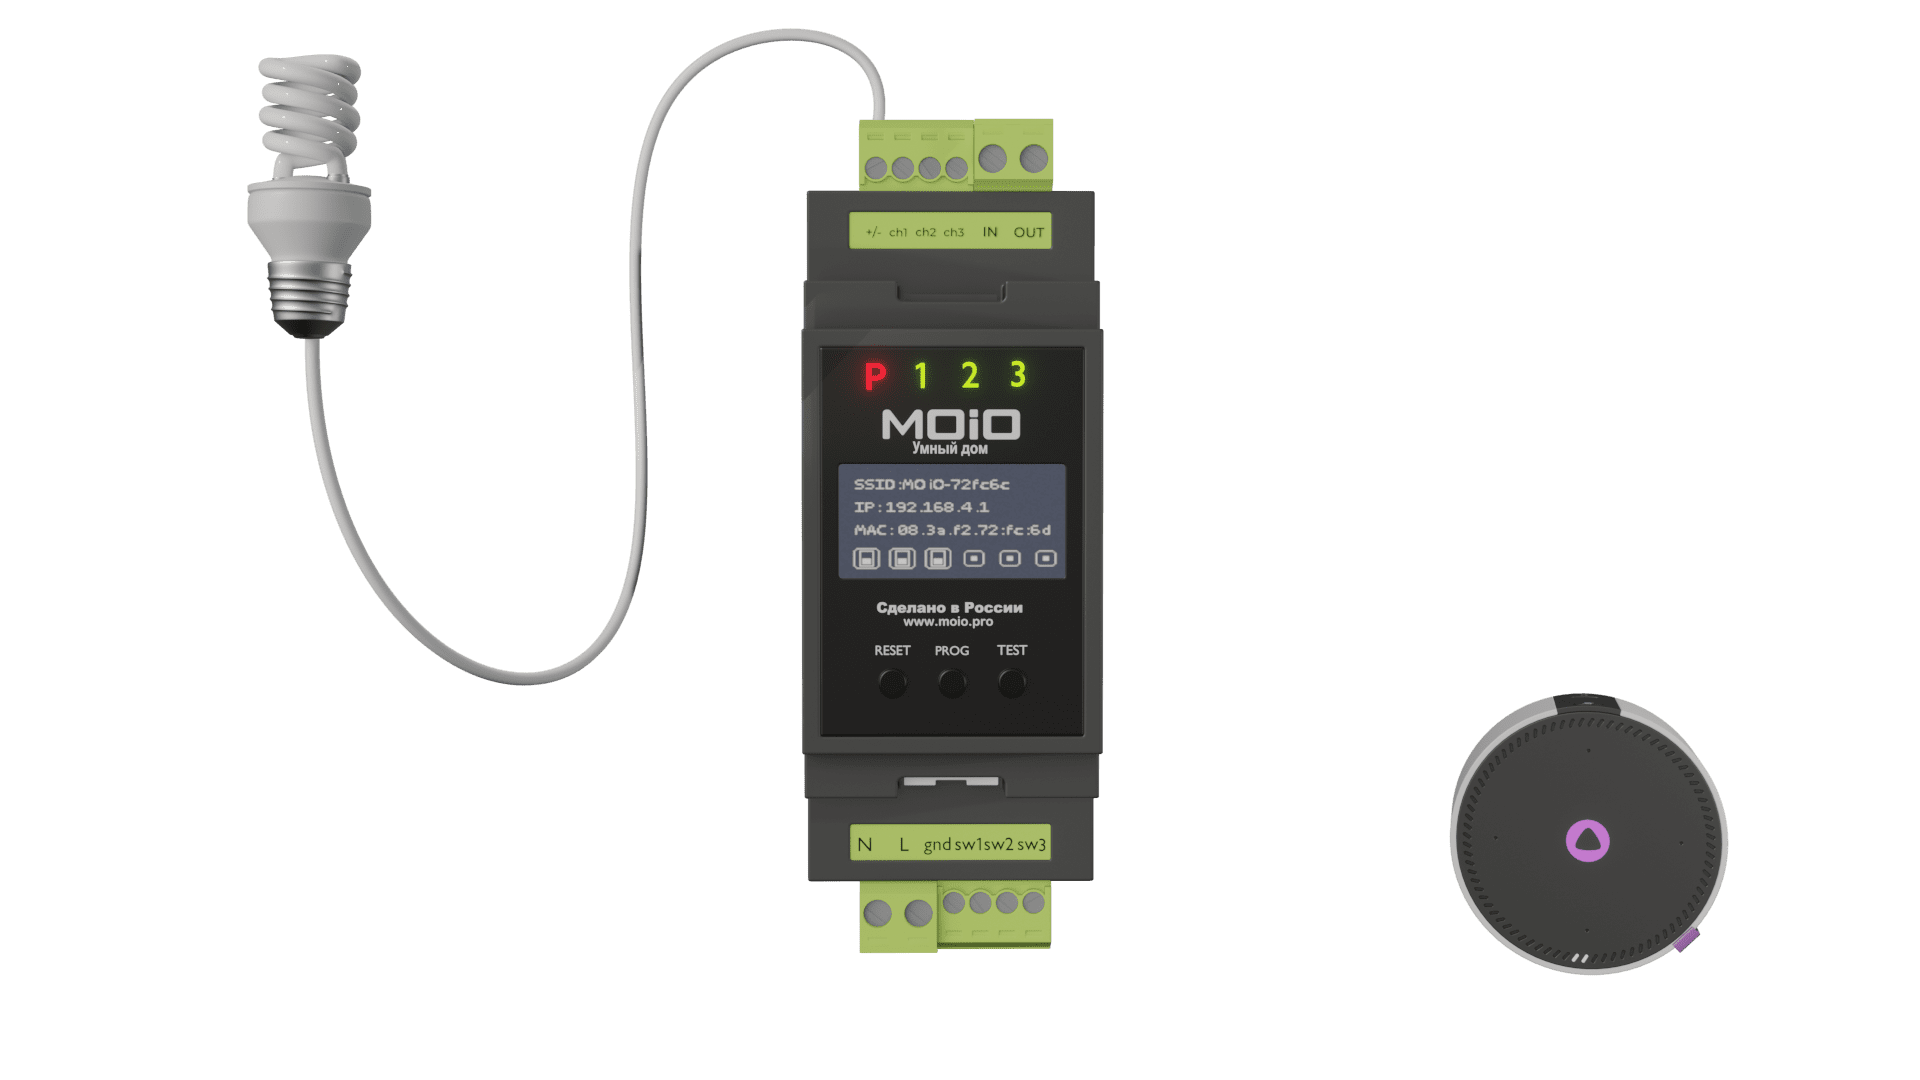 +/- ch1 ch2 ch3 IN OUT
P 1 2 3
MOiO
Умный дом
SSID:MOiO-72fc6c
IP:192.168.4.1
MAC:08.3a.f2.72:fc:6d
Сделано в России
www.moio.pro
RESET PROG TEST
N L gnd sw1 sw2 sw3